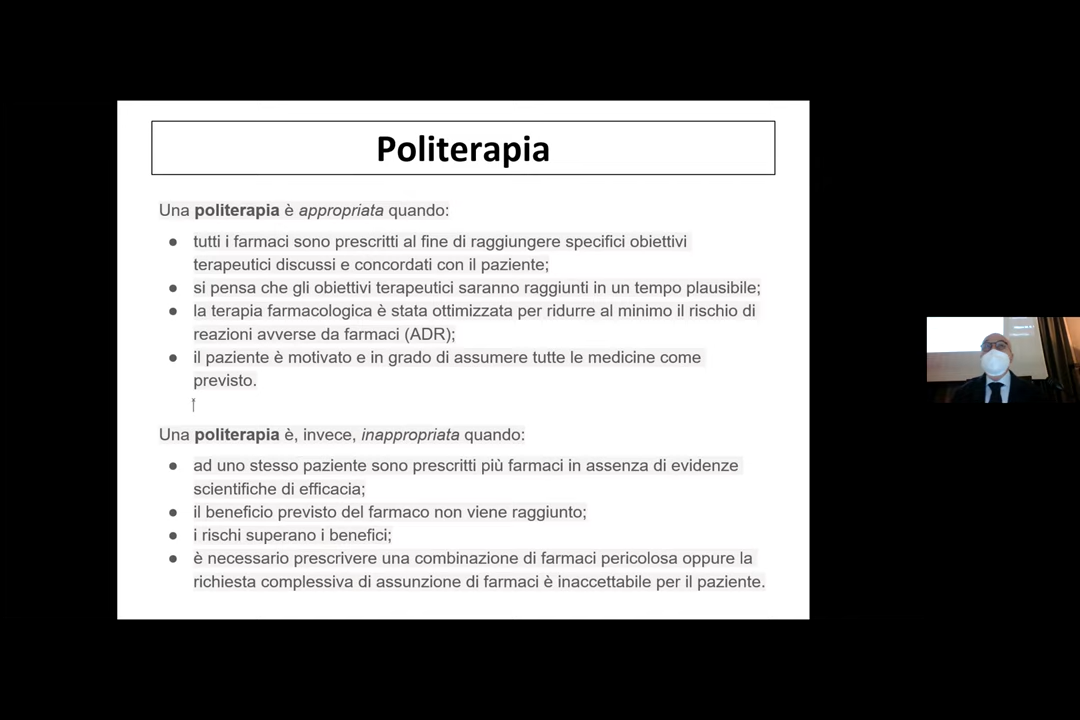 Politerapia
Una politerapia è appropriata quando:
● tutti i farmaci sono prescritti al fine di raggiungere specifici obiettivi
terapeutici discussi e concordati con il paziente;
● si pensa che gli obiettivi terapeutici saranno raggiunti in un tempo plausibile;
● la terapia farmacologica è stata ottimizzata per ridurre al minimo il rischio di
reazioni avverse da farmaci (ADR);
● il paziente è motivato e in grado di assumere tutte le medicine come
previsto.
Una politerapia è, invece, inappropriata quando:
● ad uno stesso paziente sono prescritti più farmaci in assenza di evidenze
scientifiche di efficacia;
● il beneficio previsto del farmaco non viene raggiunto;
● i rischi superano i benefici;
● è necessario prescrivere una combinazione di farmaci pericolosa oppure la
richiesta complessiva di assunzione di farmaci è inaccettabile per il paziente.